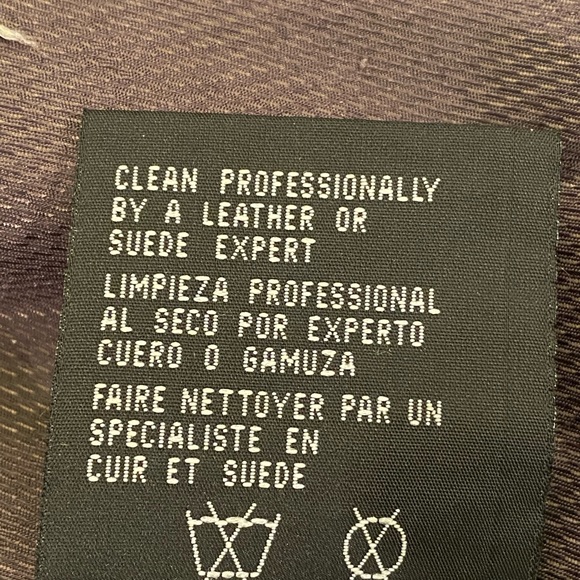 CLEAN PROFESSIONALLY
BY A LEATHER OR
SUEDE EXPERT
LIMPIEZA PROFESSIONAL
AL SECO POR EXPERTO
CUERO O GAMUZA
FAIRE NETTOYER PAR UN
SPECIALISTE EN
CUIR ET SUEDE